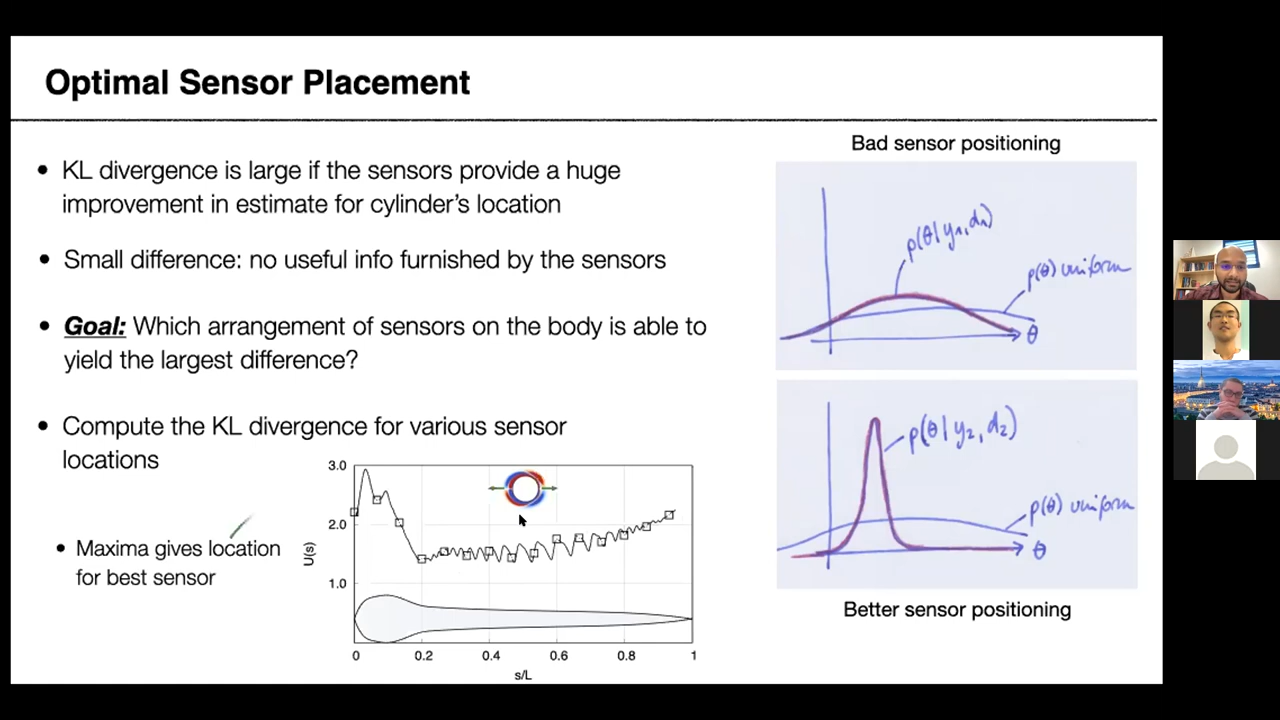 Optimal Sensor Placement
• KL divergence is large if the sensors provide a huge
improvement in estimate for cylinder's location
• Small difference: no useful info furnished by the sensors
• Goal: Which arrangement of sensors on the body is able to
yield the largest difference?
• Compute the KL divergence for various sensor
locations
• Maxima gives location
for best sensor
3.0
2.0
1.0
U(s)
0 0.2 0.4 0.6 0.8 1
s/L
Bad sensor positioning
p(θ|y₁,d₁)
p(θ) uniform
θ
p(θ|y₂,d₂)
p(θ) uniform
θ
Better sensor positioning